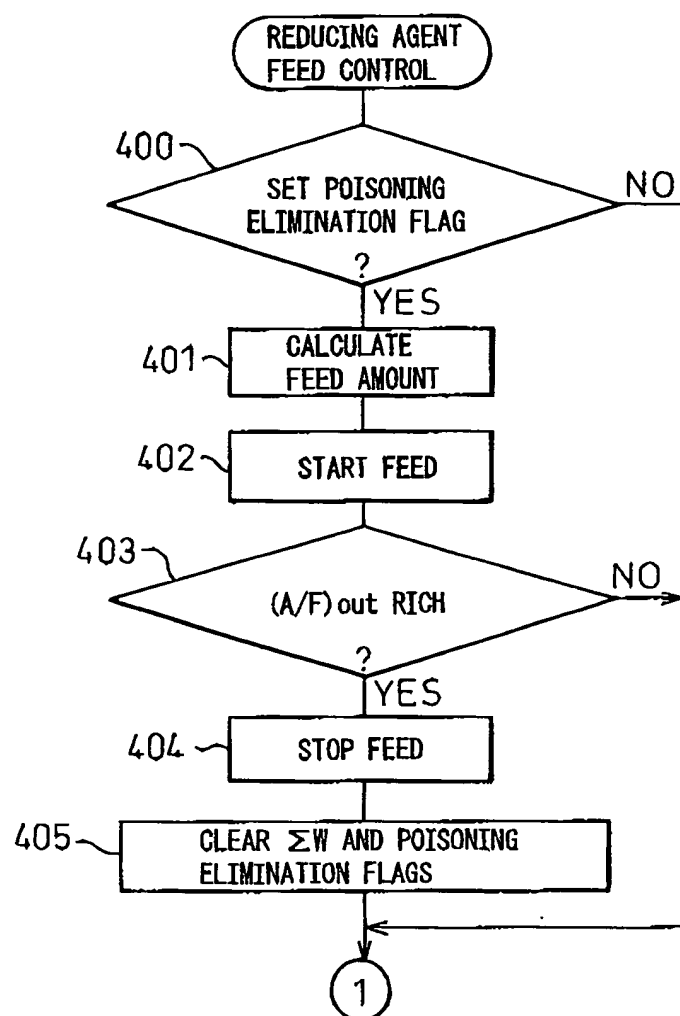 REDUCING AGENT
FEED CONTROL
400
SET POISONING
ELIMINATION FLAG
?
NO
YES
401
CALCULATE
FEED AMOUNT
402
START FEED
403
(A/F) out RICH
?
NO
YES
404
STOP FEED
405
CLEAR ΣW AND POISONING
ELIMINATION FLAGS
1